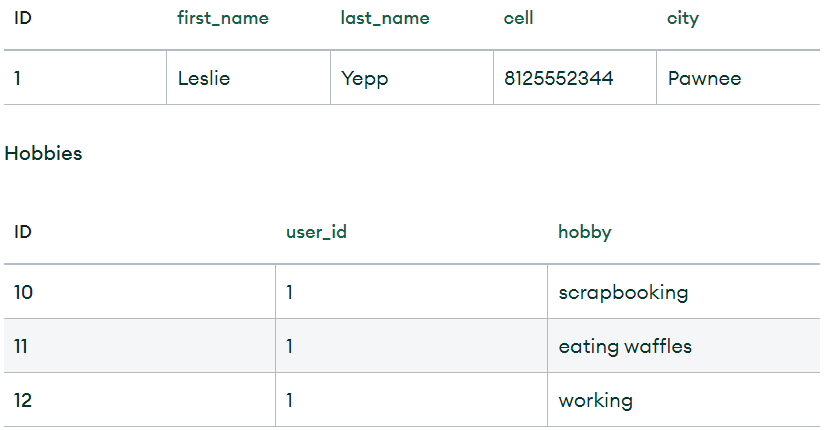 ID first_name last_name cell city
1 Leslie Yepp 8125552344 Pawnee
Hobbies
ID user_id hobby
10 1 scrapbooking
11 1 eating waffles
12 1 working